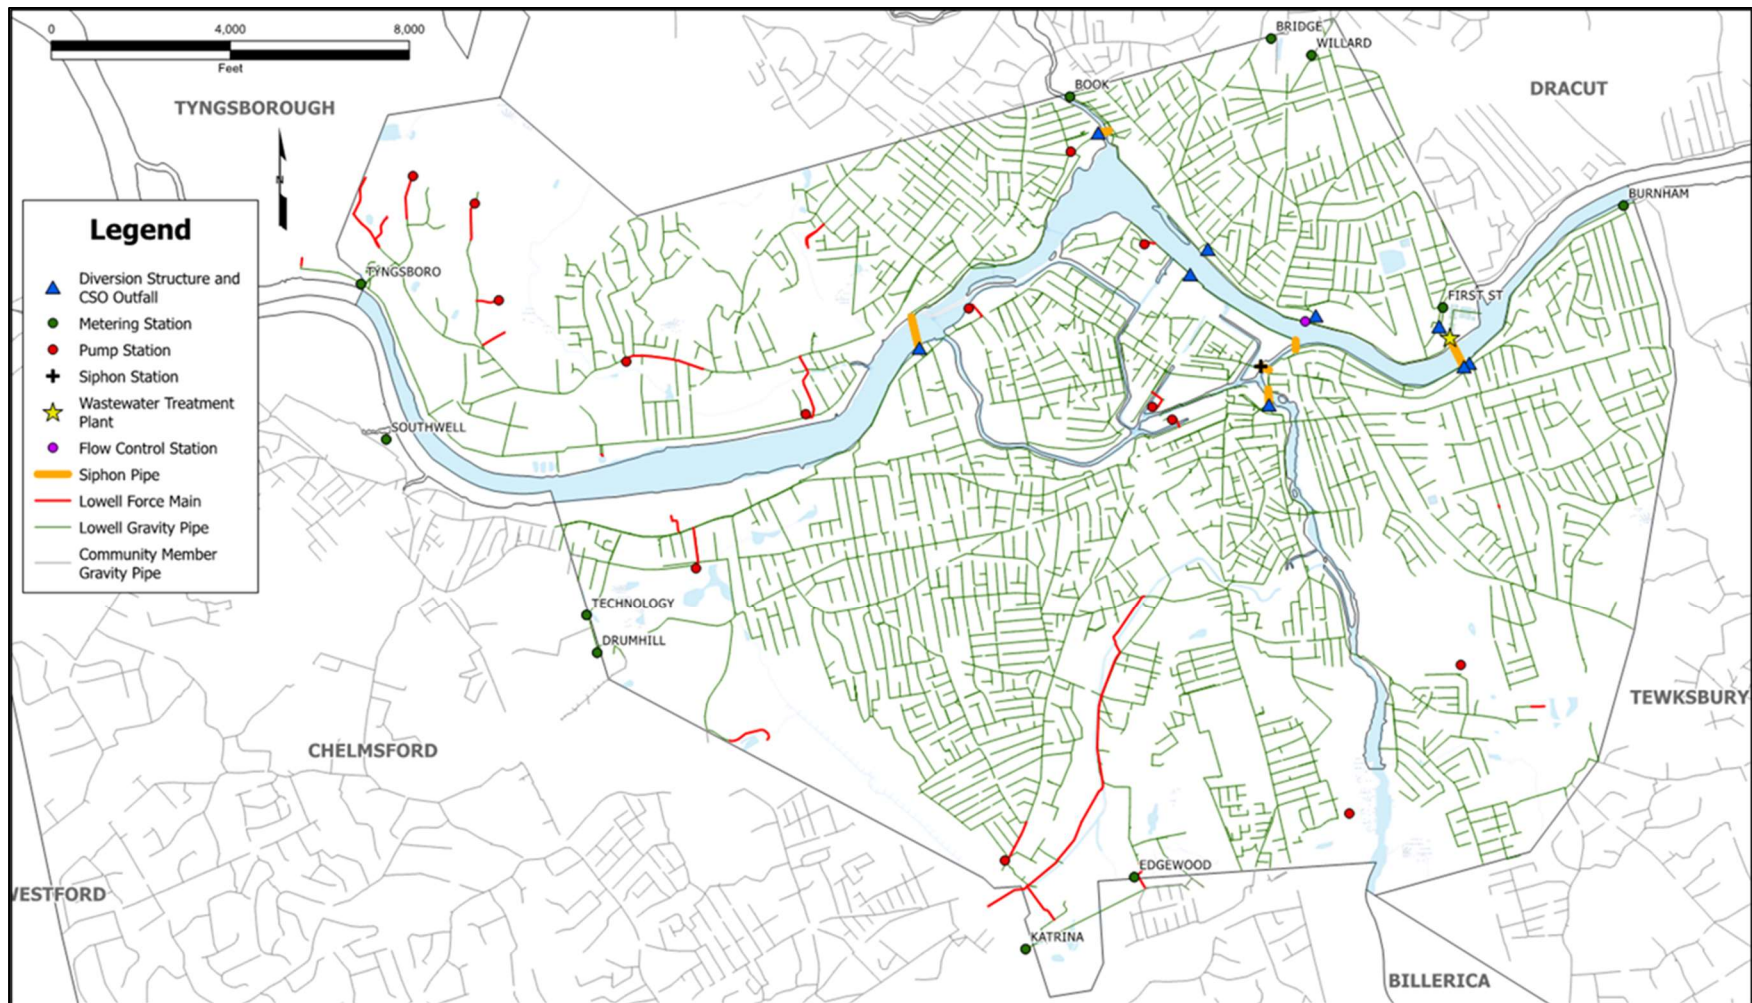 0 4,000 8,000
Feet
BRIDGE
WILLARD
BOOK
DRACUT
TYNGSBOROUGH
N
BURNHAM
Legend
Diversion Structure and
CSO Outfall
Metering Station
Pump Station
Siphon Station
Wastewater Treatment
Plant
Flow Control Station
Siphon Pipe
Lowell Force Main
Lowell Gravity Pipe
Community Member
Gravity Pipe
TYNGSBORO
FIRST ST
SOUTHWELL
TECHNOLOGY
DRUMHILL
TEWKSBURY
CHELMSFORD
EDGEWOOD
WESTFORD
KATRINA
BILLERICA